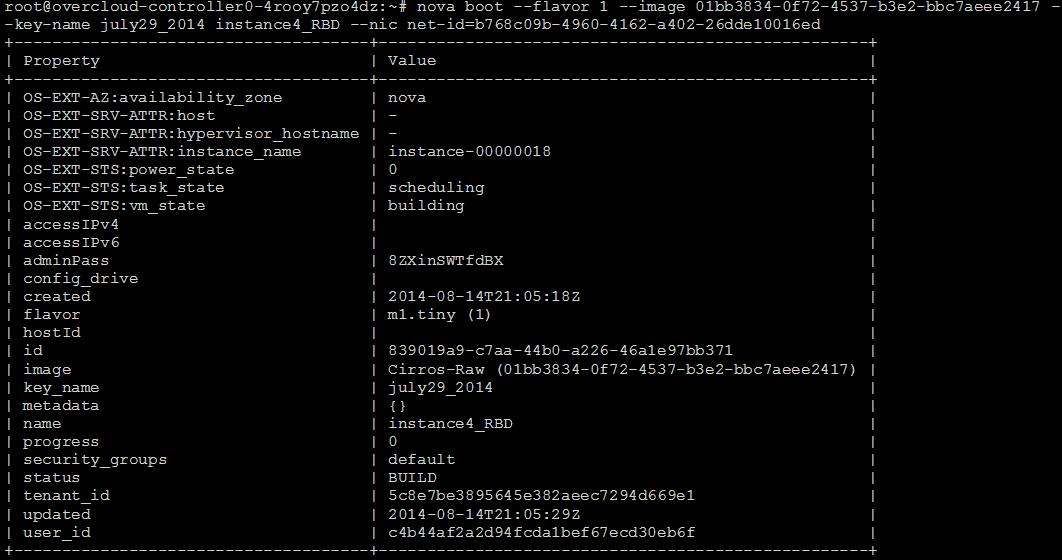 root@overcloud-controller0-4rooy7pzo4dz:~# nova boot --flavor 1 --image 01bb3834-0f72-4537-b3e2-bbc7aeee2417 -
-key-name july29_2014 instance4_RBD --nic net-id=b768c09b-4960-4162-a402-26dde10016ed
+--------------------------------------+----------------------------------------------------+
| Property | Value |
+--------------------------------------+----------------------------------------------------+
| OS-EXT-AZ:availability_zone | nova |
| OS-EXT-SRV-ATTR:host | - |
| OS-EXT-SRV-ATTR:hypervisor_hostname | - |
| OS-EXT-SRV-ATTR:instance_name | instance-00000018 |
| OS-EXT-STS:power_state | 0 |
| OS-EXT-STS:task_state | scheduling |
| OS-EXT-STS:vm_state | building |
| accessIPv4 | |
| accessIPv6 | |
| adminPass | 8ZXinSWTfdBX |
| config_drive | |
| created | 2014-08-14T21:05:18Z |
| flavor | m1.tiny (1) |
| hostId | |
| id | 839019a9-c7aa-44b0-a226-46a1e97bb371 |
| image | Cirros-Raw (01bb3834-0f72-4537-b3e2-bbc7aeee2417) |
| key_name | july29_2014 |
| metadata | {} |
| name | instance4_RBD |
| progress | 0 |
| security_groups | default |
| status | BUILD |
| tenant_id | 5c8e7be3895645e382aeec7294d669e1 |
| updated | 2014-08-14T21:05:29Z |
| user_id | c4b44af2a2d94fcda1bef67ecd30eb6f |
+--------------------------------------+----------------------------------------------------+